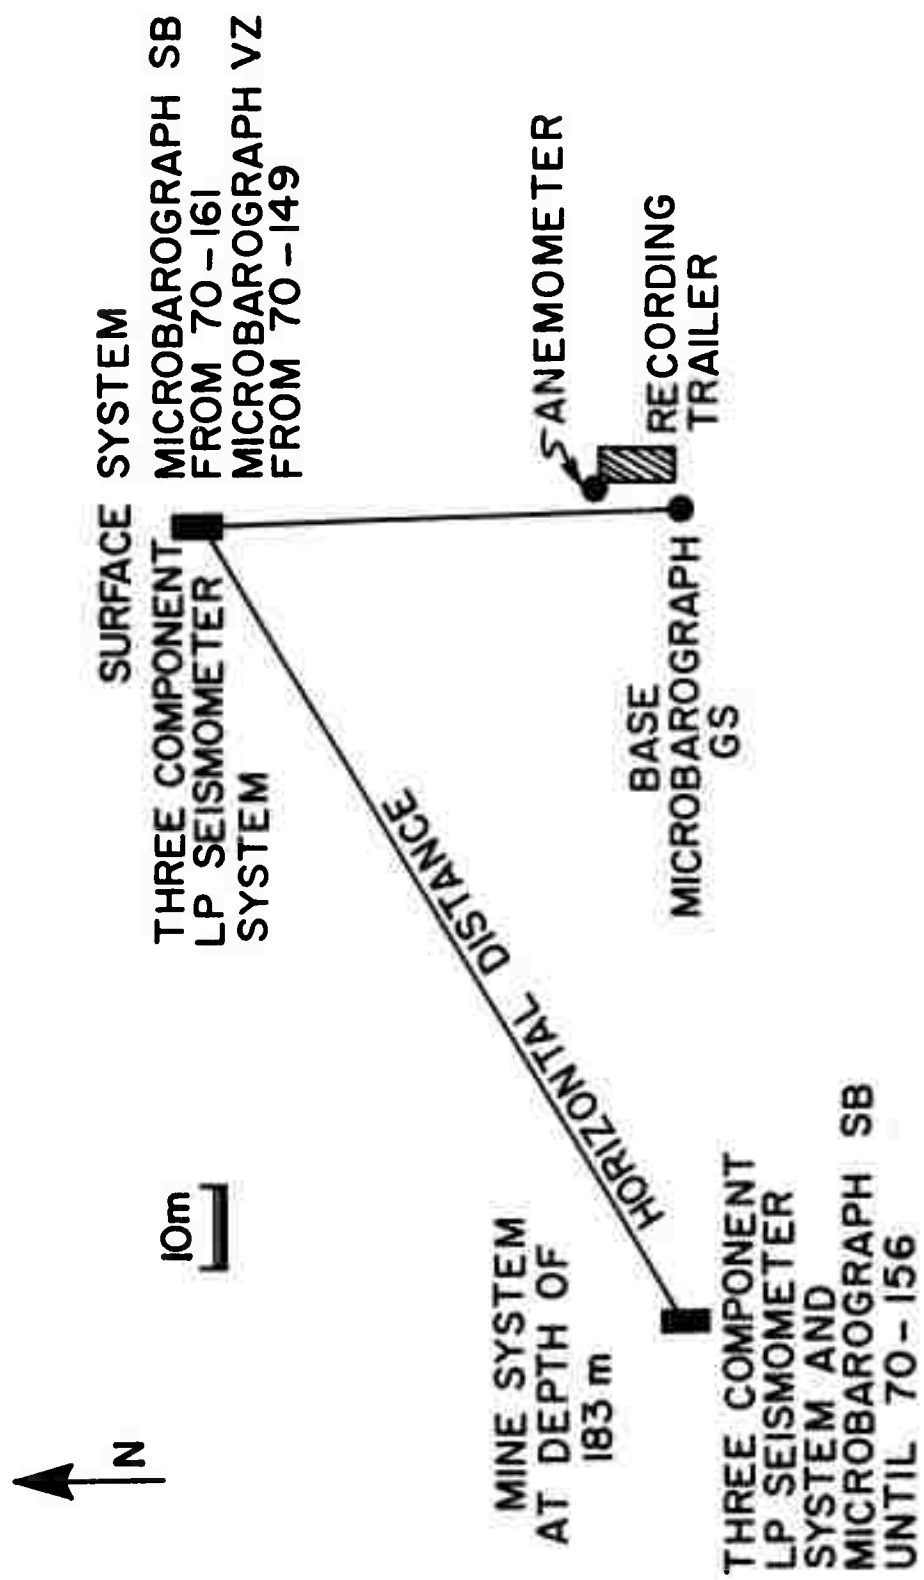 N
10m
SURFACE SYSTEM
THREE COMPONENT
LP SEISMOMETER
SYSTEM
MICROBAROGRAPH SB
FROM 70-161
MICROBAROGRAPH VZ
FROM 70-149
HORIZONTAL DISTANCE
MINE SYSTEM
AT DEPTH OF
183 m
THREE COMPONENT
LP SEISMOMETER
SYSTEM AND
MICROBAROGRAPH SB
UNTIL 70-156
BASE
MICROBAROGRAPH
GS
ANEMOMETER
RECORDING
TRAILER